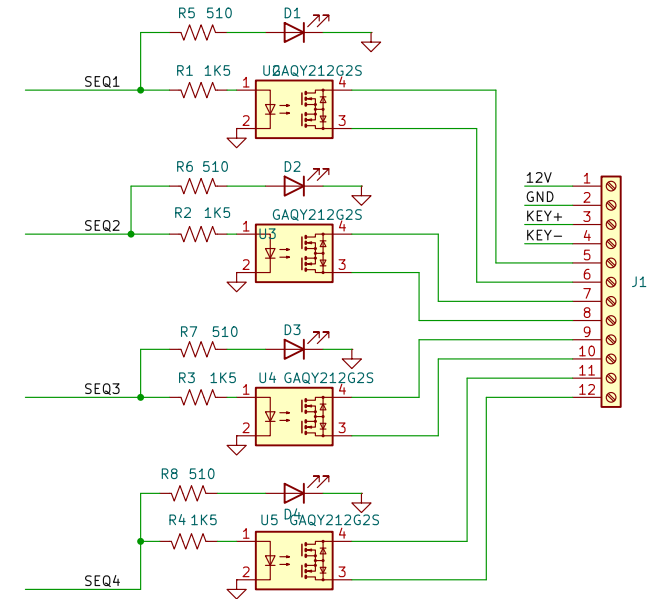 R5 510 D1
SEQ1 R1 1K5 1 U2 GAQY212G2S 4
2 3
R6 510 D2
SEQ2 R2 1K5 1 U3 GAQY212G2S 4
2 3
12V 1
GND 2
KEY+ 3
KEY- 4
5
6 J1
7
8
9
10
11
12
R7 510 D3
SEQ3 R3 1K5 1 U4 GAQY212G2S 4
2 3
R8 510 D4
R4 1K5 1 U5 GAQY212G2S 4
SEQ4 2 3